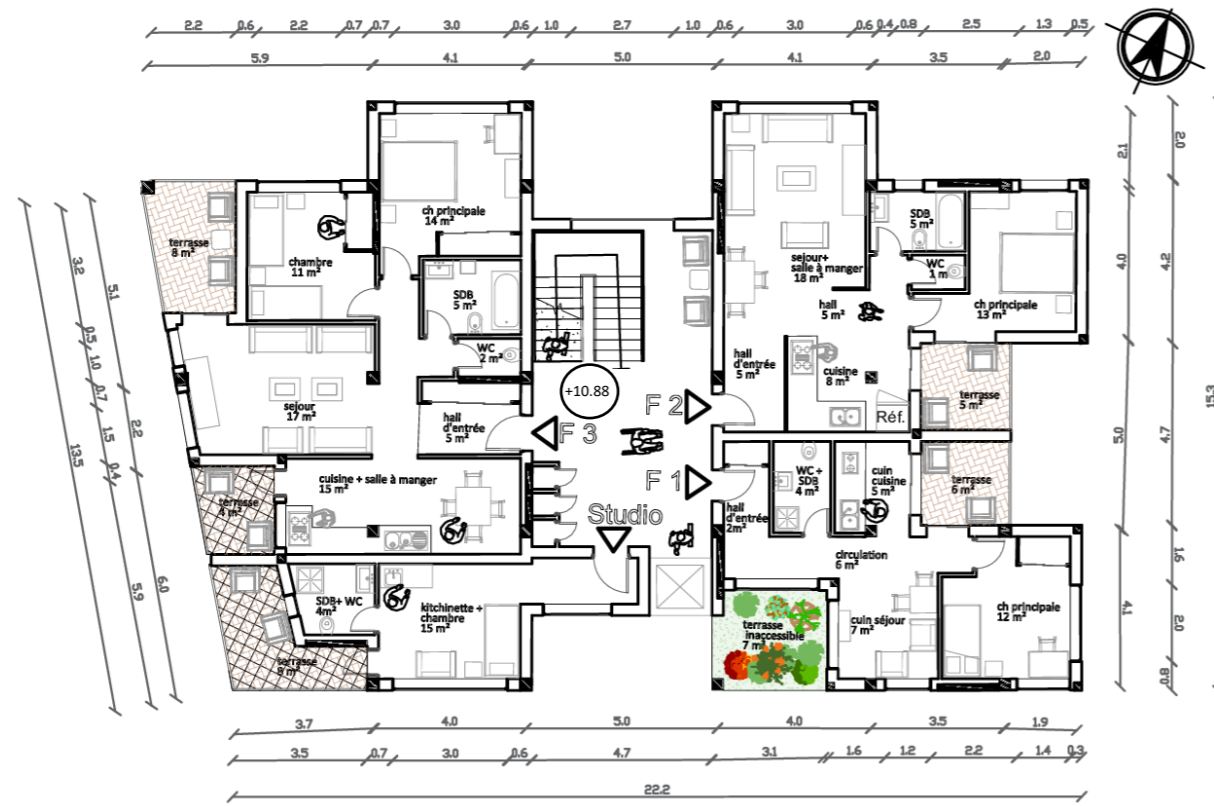 2.2 0.6 2.2 0.7 0.7 3.0 0.6 1.0 2.7 1.0 0.6 3.0 0.6 0.4 0.8 2.5 1.3 0.5
5.9 4.1 5.0 4.1 3.5 2.0
ch principale
14 m²
terrasse
8 m²
chambre
11 m²
SDB
5 m²
WC
2 m²
sejour
17 m²
hall
d'entrée
5 m²
cuisine + salle à manger
15 m²
terrasse
4 m²
SDB+ WC
4m²
kitchinette +
chambre
15 m²
terrasse
8 m²
+10.88
F 2
F 3
F 1
Studio
sejour+
salle à manger
18 m²
hall
5 m²
SDB
5 m²
WC
1 m²
ch principale
13 m²
hall
d'entrée
5 m²
cuisine
8 m²
Réf.
terrasse
5 m²
WC +
SDB
4 m²
cuin
cuisine
5 m²
terrasse
6 m²
hall
d'entrée
2m²
circulation
6 m²
terrasse
inaccessible
7 m²
cuin séjour
7 m²
ch principale
12 m²
3.2
0.5
1.0
0.7
1.5
0.4
5.1
2.2
6.0
13.5
5.9
2.1
4.0
5.0
4.1
2.0
4.2
4.7
1.6
2.0
0.8
15.3
3.7 4.0 5.0 4.0 3.5 1.9
3.5 0.7 3.0 0.6 4.7 3.1 1.6 1.2 2.2 1.4 0.3
22.2